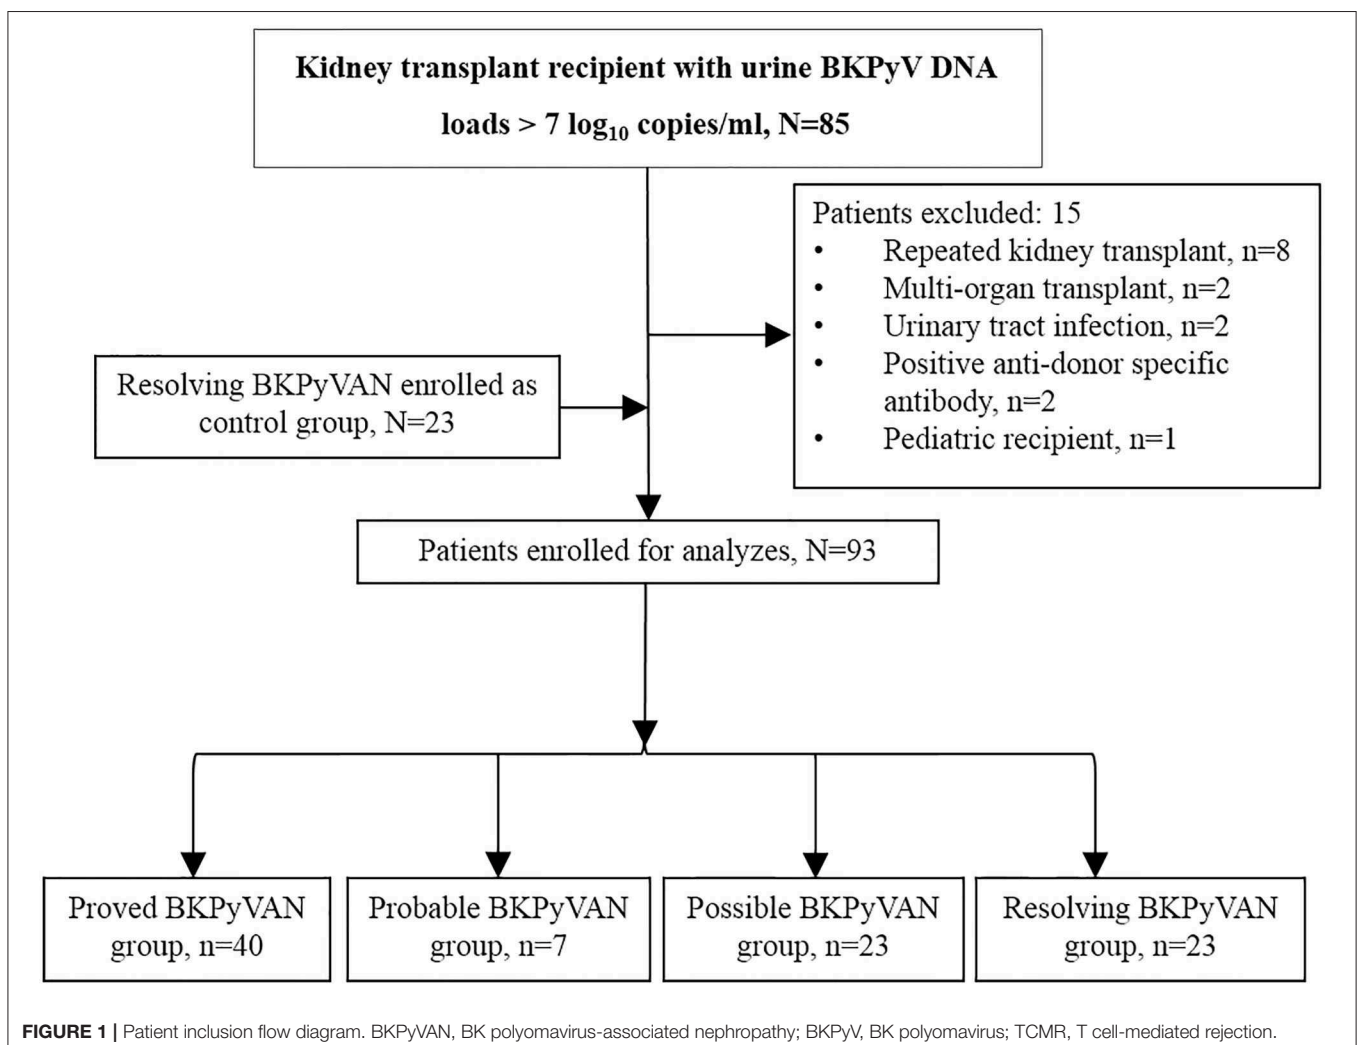 Kidney transplant recipient with urine BKPyV DNA
loads > 7 log₁₀ copies/ml, N=85
Patients excluded: 15
• Repeated kidney transplant, n=8
• Multi-organ transplant, n=2
• Urinary tract infection, n=2
• Positive anti-donor specific
antibody, n=2
• Pediatric recipient, n=1
Resolving BKPyVAN enrolled as
control group, N=23
Patients enrolled for analyzes, N=93
Proved BKPyVAN
group, n=40
Probable BKPyVAN
group, n=7
Possible BKPyVAN
group, n=23
Resolving BKPyVAN
group, n=23
FIGURE 1 | Patient inclusion flow diagram. BKPyVAN, BK polyomavirus-associated nephropathy; BKPyV, BK polyomavirus; TCMR, T cell-mediated rejection.